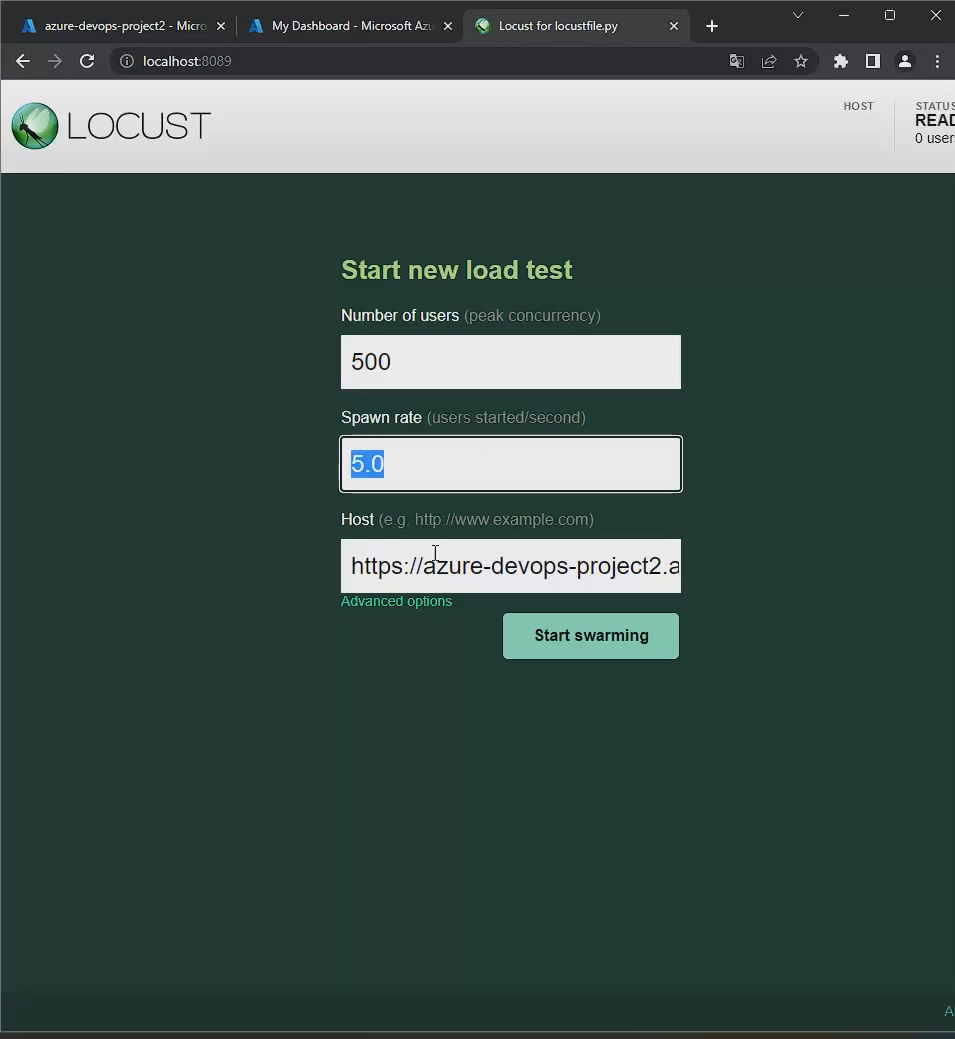 azure-devops-project2 - Micro
My Dashboard - Microsoft Azu
Locust for locustfile.py
localhost:8089
LOCUST
HOST
STATUS
READ
0 user
Start new load test
Number of users (peak concurrency)
500
Spawn rate (users started/second)
5.0
Host (e.g. http://www.example.com)
https://azure-devops-project2.a
Advanced options
Start swarming
A